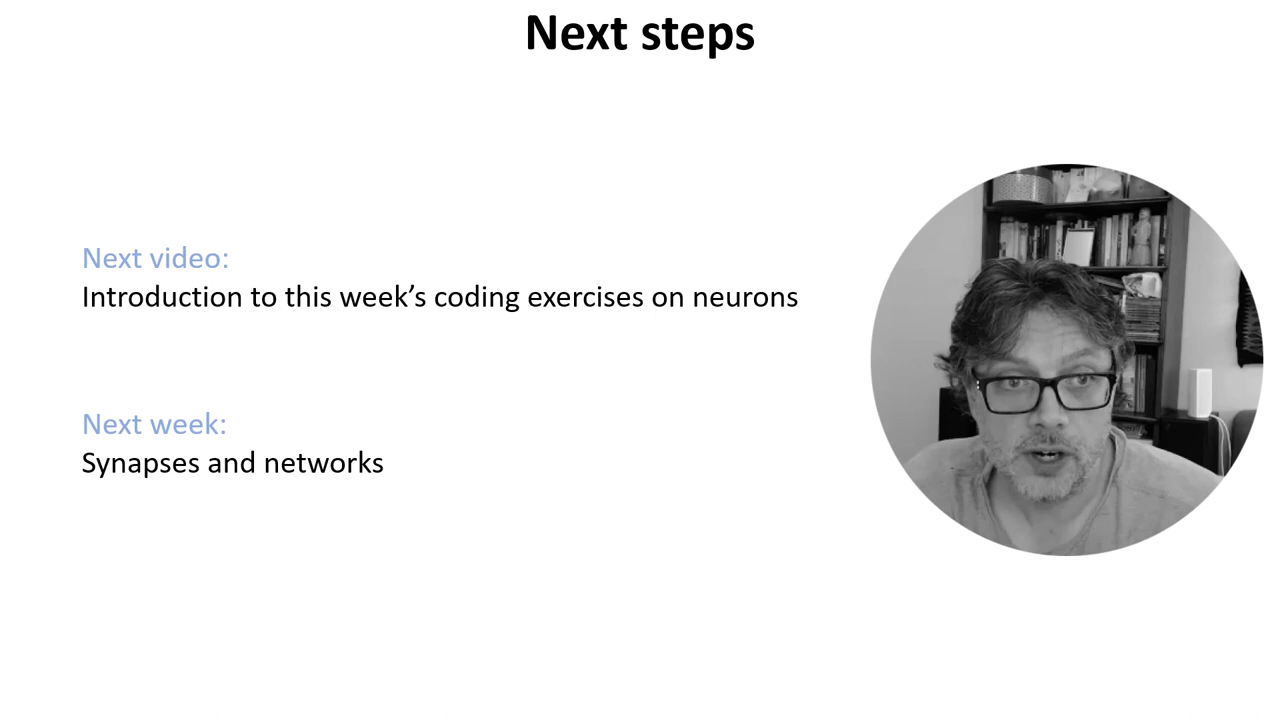 Next steps
Next video:
Introduction to this week’s coding exercises on neurons
Next week:
Synapses and networks